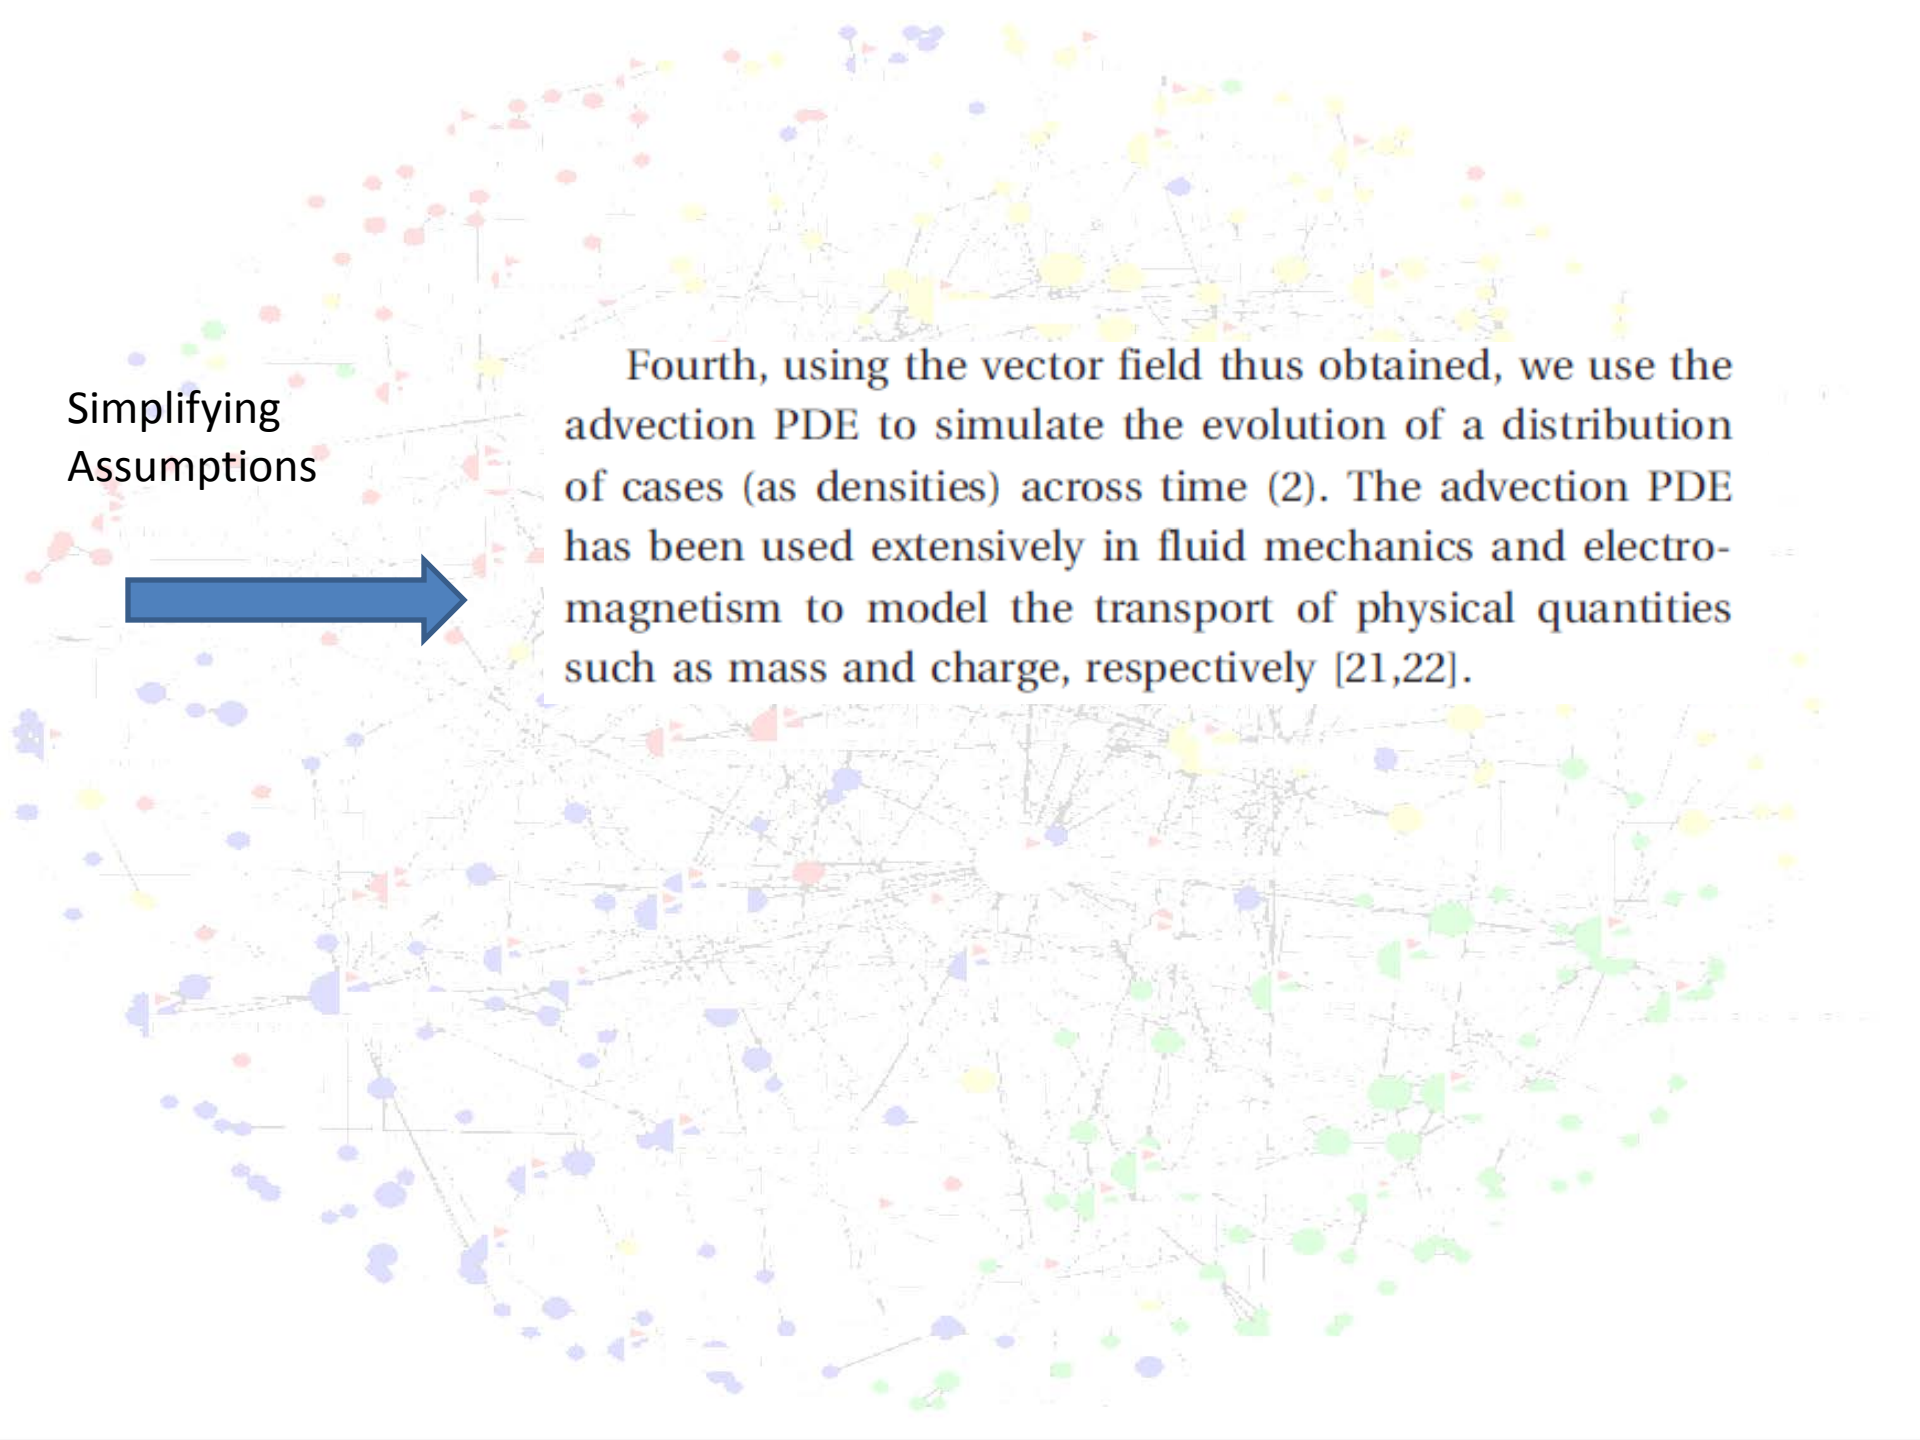 Simplifying
Assumptions
Fourth, using the vector field thus obtained, we use the
advection PDE to simulate the evolution of a distribution
of cases (as densities) across time (2). The advection PDE
has been used extensively in fluid mechanics and electro-
magnetism to model the transport of physical quantities
such as mass and charge, respectively [21,22].